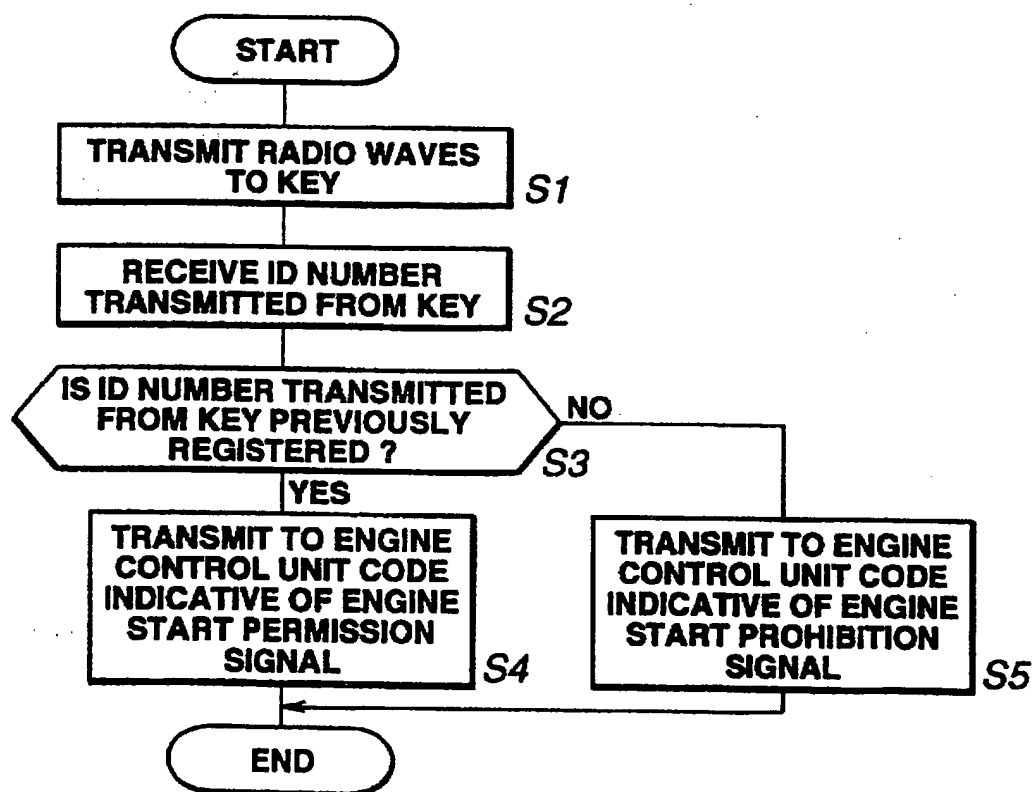 START
TRANSMIT RADIO WAVES
TO KEY
S1
RECEIVE ID NUMBER
TRANSMITTED FROM KEY
S2
IS ID NUMBER TRANSMITTED
FROM KEY PREVIOUSLY
REGISTERED ?
S3
NO
YES
TRANSMIT TO ENGINE
CONTROL UNIT CODE
INDICATIVE OF ENGINE
START PERMISSION
SIGNAL
S4
TRANSMIT TO ENGINE
CONTROL UNIT CODE
INDICATIVE OF ENGINE
START PROHIBITION
SIGNAL
S5
END